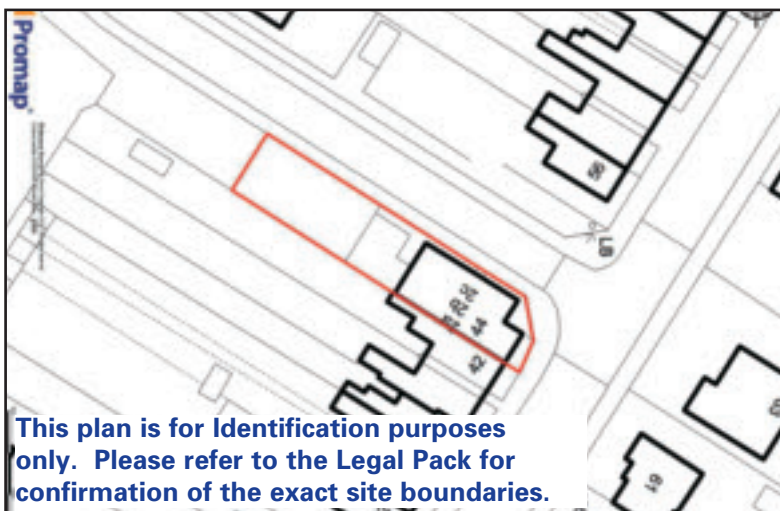 Promap
56
LB
44
42
61
This plan is for Identification purposes
only. Please refer to the Legal Pack for
confirmation of the exact site boundaries.